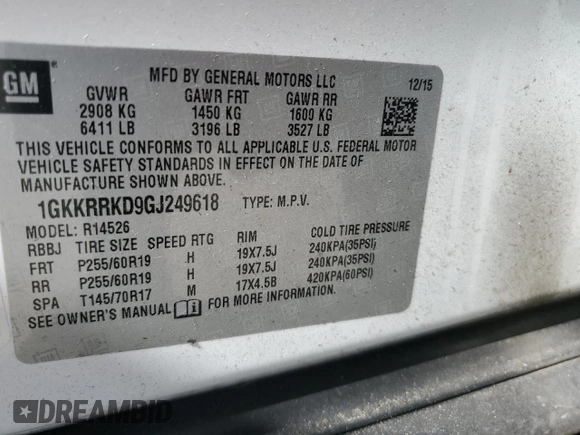 GM
MFD BY GENERAL MOTORS LLC
12/15
GVWR GAWR FRT GAWR RR
2908 KG 1450 KG 1600 KG
6411 LB 3196 LB 3527 LB
THIS VEHICLE CONFORMS TO ALL APPLICABLE U.S. FEDERAL MOTOR
VEHICLE SAFETY STANDARDS IN EFFECT ON THE DATE OF
MANUFACTURE SHOWN ABOVE.
1GKKRRKD9GJ249618 TYPE: M.P.V.
MODEL: R14526
RBBJ TIRE SIZE SPEED RTG RIM COLD TIRE PRESSURE
FRT P255/60R19 H 19X7.5J 240KPA(35PSI)
RR P255/60R19 H 19X7.5J 240KPA(35PSI)
SPA T145/70R17 M 17X4.5B 420KPA(60PSI)
SEE OWNER'S MANUAL FOR MORE INFORMATION.
DREAMBID